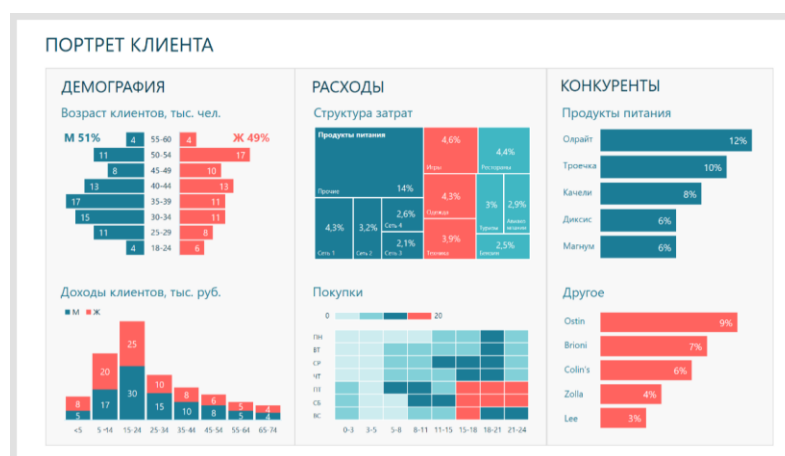 ПОРТРЕТ КЛИЕНТА
ДЕМОГРАФИЯ
Возраст клиентов, тыс. чел.
М 51%
Ж 49%
4 55-60 4
11 50-54 17
8 45-49 10
13 40-44 13
17 35-39 11
15 30-34 11
11 25-29 8
4 18-24 6
Доходы клиентов, тыс. руб.
М Ж
8 20 25 10 8 6 5 4
5 17 30 15 10 8 5 4
<5 5-14 15-24 25-34 35-44 45-54 55-64 65-74
РАСХОДЫ
Структура затрат
Продукты питания
Прочие 14%
4,3% Сеть 1
3,2% Сеть 2
2,6% Сеть 4
2,1% Сеть 3
4,6% Игры
4,3% Одежда
3,9% Техника
4,4% Рестораны
3% Туризм
2,9%
2,5% Бензин
Покупки
0 20
ПН
ВТ
СР
ЧТ
ПТ
СБ
ВС
0-3 3-5 5-8 8-11 11-15 15-18 18-21 21-24
КОНКУРЕНТЫ
Продукты питания
Олрайт 12%
Троечка 10%
Качели 8%
Диксис 6%
Магнум 6%
Другое
Ostin 9%
Brioni 7%
Colin's 6%
Zolla 4%
Lee 3%